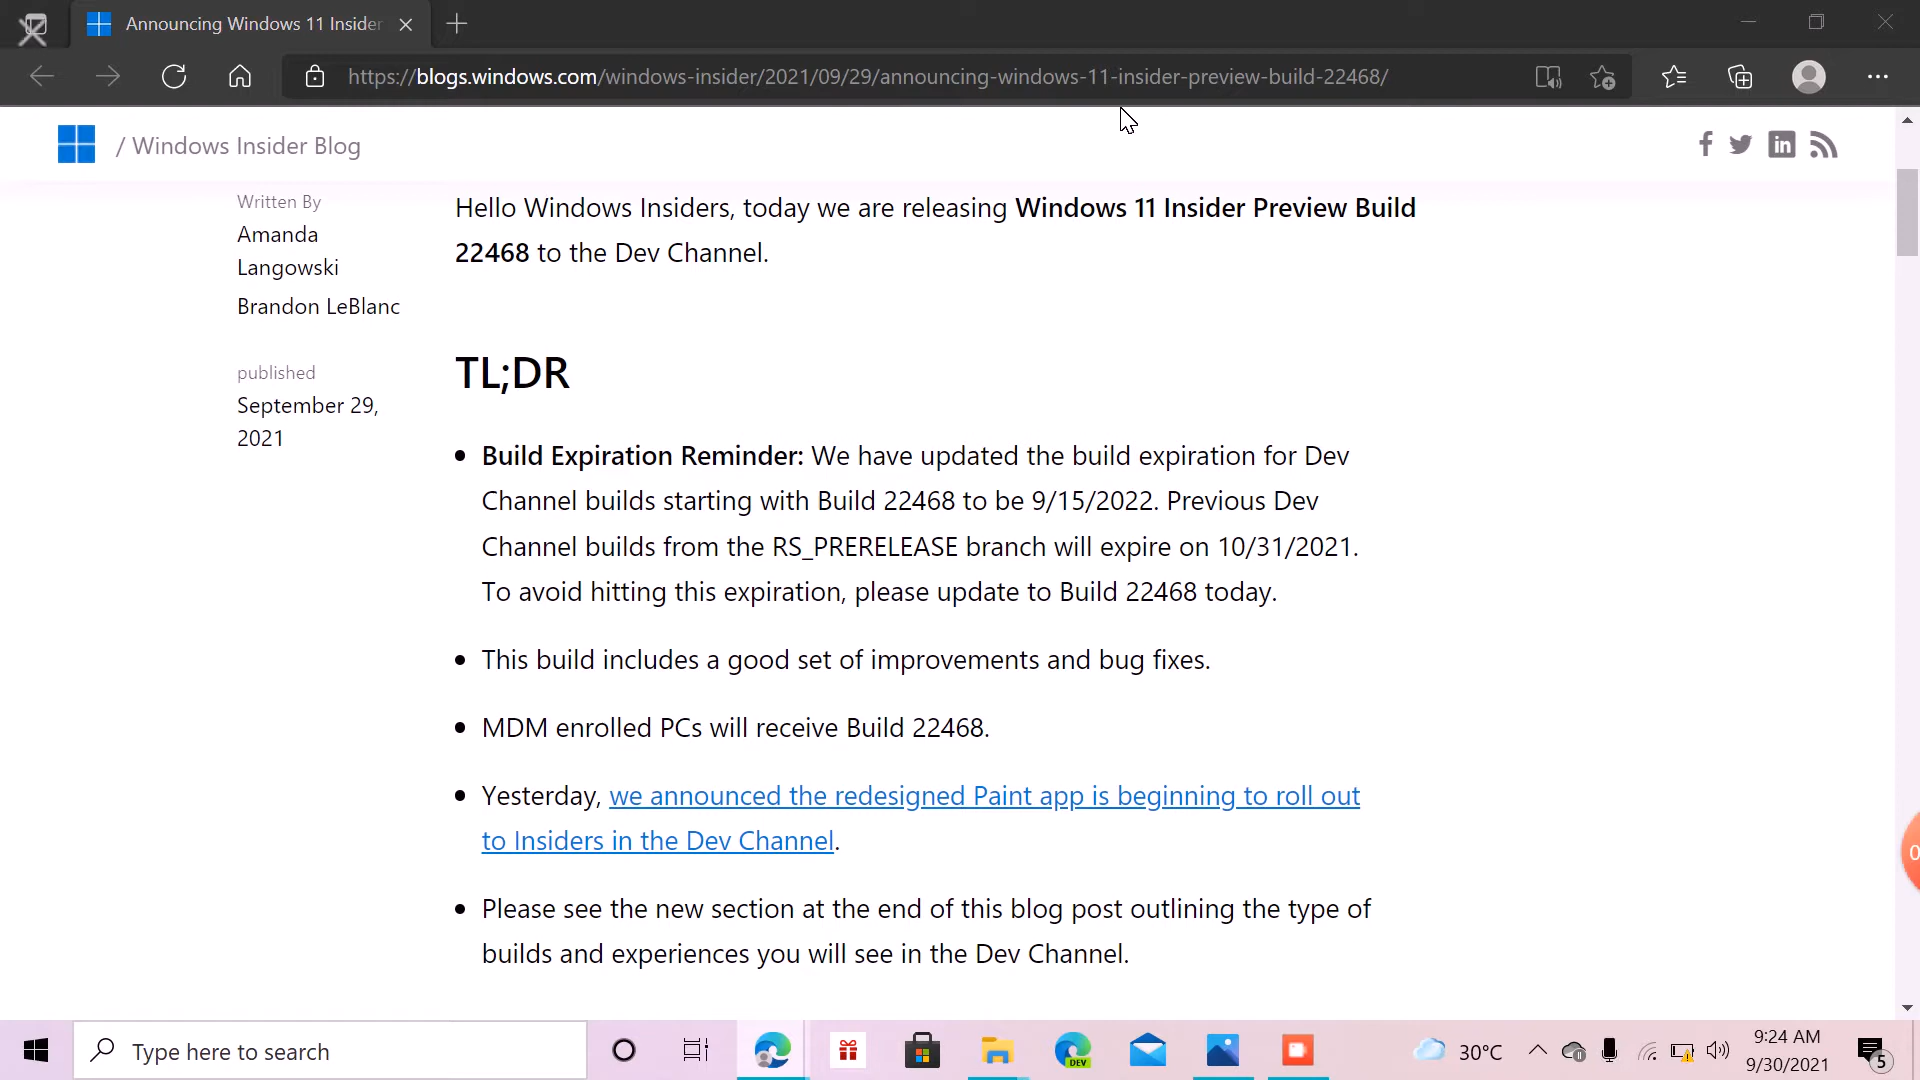 Announcing Windows 11 Insider
https://blogs.windows.com/windows-insider/2021/09/29/announcing-windows-11-insider-preview-build-22468/
/ Windows Insider Blog
Written By
Amanda
Langowski
Brandon LeBlanc
published
September 29,
2021
Hello Windows Insiders, today we are releasing Windows 11 Insider Preview Build
22468 to the Dev Channel.
TL;DR
• Build Expiration Reminder: We have updated the build expiration for Dev
Channel builds starting with Build 22468 to be 9/15/2022. Previous Dev
Channel builds from the RS_PRERELEASE branch will expire on 10/31/2021.
To avoid hitting this expiration, please update to Build 22468 today.
• This build includes a good set of improvements and bug fixes.
• MDM enrolled PCs will receive Build 22468.
• Yesterday, we announced the redesigned Paint app is beginning to roll out
to Insiders in the Dev Channel.
• Please see the new section at the end of this blog post outlining the type of
builds and experiences you will see in the Dev Channel.
Type here to search
DEV
30°C
9:24 AM
9/30/2021
5